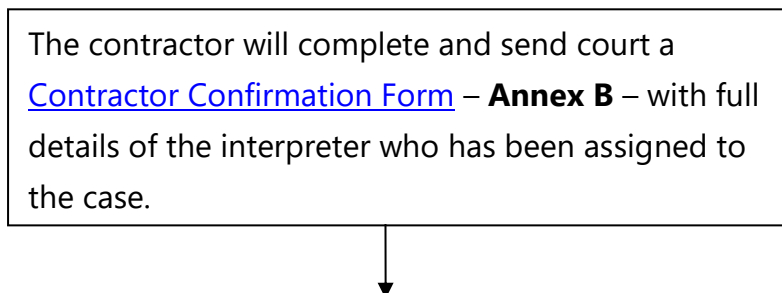 The contractor will complete and send court a
Contractor Confirmation Form – Annex B – with full
details of the interpreter who has been assigned to
the case.